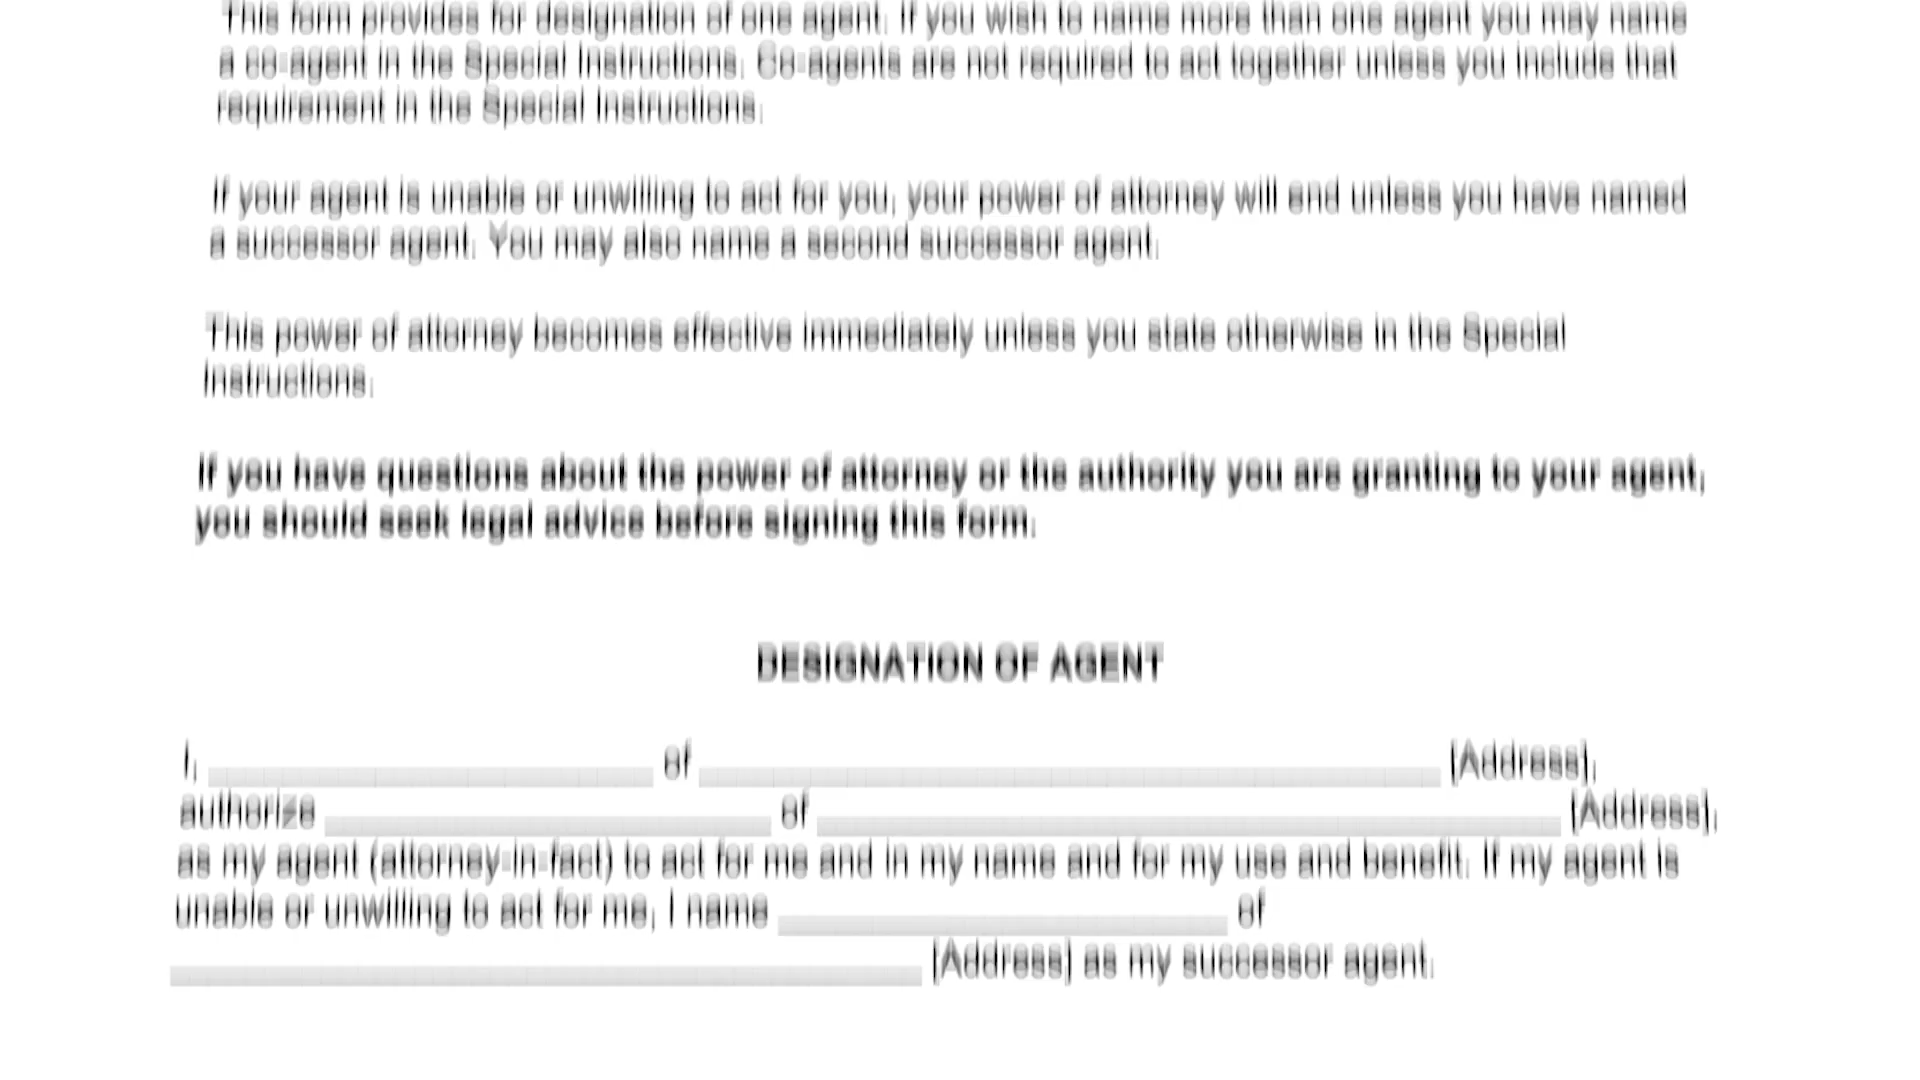 This form provides for designation of one agent. If you wish to name more than one agent you may name
a co-agent in the Special Instructions. Co-agents are not required to act together unless you include that
requirement in the Special Instructions.
If your agent is unable or unwilling to act for you, your power of attorney will end unless you have named
a successor agent. You may also name a second successor agent.
This power of attorney becomes effective immediately unless you state otherwise in the Special
Instructions.
If you have questions about the power of attorney or the authority you are granting to your agent,
you should seek legal advice before signing this form.
DESIGNATION OF AGENT
I, ______________ of ______________ [Address],
authorize ______________ of ______________ [Address],
as my agent (attorney-in-fact) to act for me and in my name and for my use and benefit. If my agent is
unable or unwilling to act for me, I name ______________ of
______________ [Address] as my successor agent.